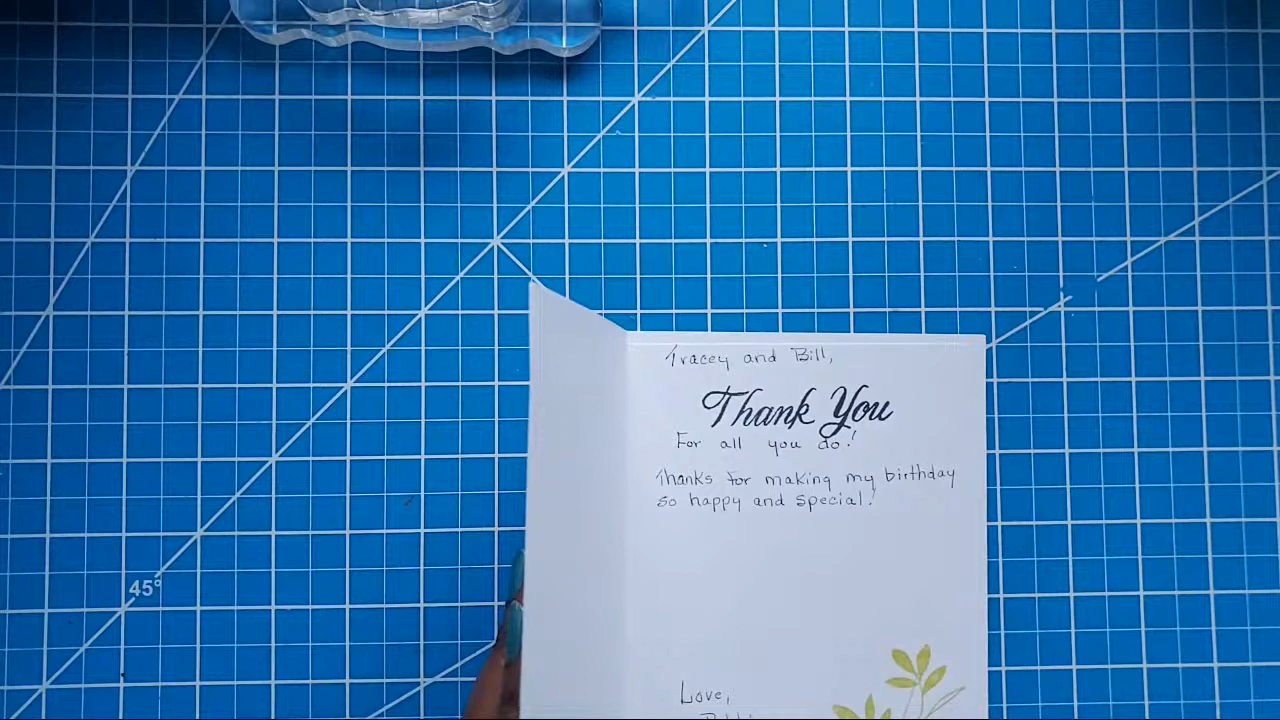 Tracey and Bill,
Thank You
For all you do!
Thanks for making my birthday
so happy and special!
Love,
45°